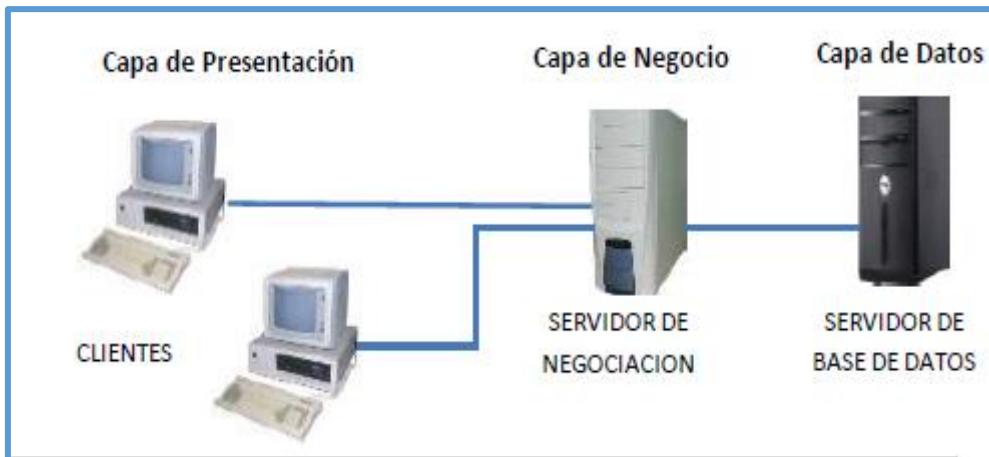 Capa de Presentación
Capa de Negocio
Capa de Datos
CLIENTES
SERVIDOR DE
NEGOCIACION
SERVIDOR DE
BASE DE DATOS